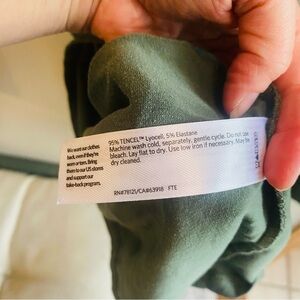 We want our clothes
back, even if they're
worn or torn. Bring
them to our US stores
and support our
take-back program.
95% TENCEL™ Lyocell, 5% Elastane
Machine wash cold, separately, gentle cycle. Do not use
bleach. Lay flat to dry. Use low iron if necessary. May be
dry cleaned.
RN#78121/CA#63918 FTE